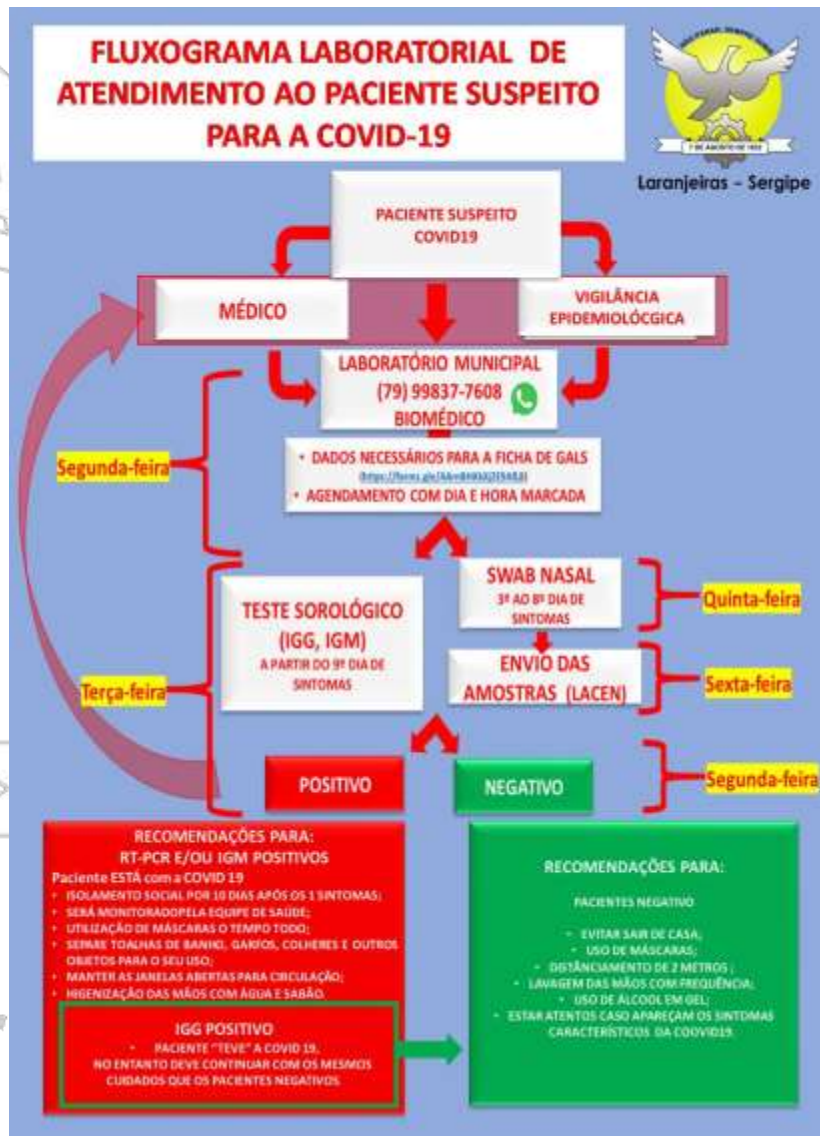 FLUXOGRAMA LABORATORIAL DE
ATENDIMENTO AO PACIENTE SUSPEITO
PARA A COVID-19
7 DE AGOSTO DE 1832
Laranjeiras - Sergipe
PACIENTE SUSPEITO
COVID19
MÉDICO
VIGILÂNCIA
EPIDEMIOLÓCGICA
LABORATÓRIO MUNICIPAL
(79) 99837-7608
BIOMÉDICO
Segunda-feira
• DADOS NECESSÁRIOS PARA A FICHA DE GALS
• AGENDAMENTO COM DIA E HORA MARCADA
TESTE SOROLÓGICO
(IGG, IGM)
A PARTIR DO 9º DIA DE
SINTOMAS
Terça-feira
SWAB NASAL
3º AO 8º DIA DE
SINTOMAS
Quinta-feira
ENVIO DAS
AMOSTRAS (LACEN)
Sexta-feira
POSITIVO
NEGATIVO
Segunda-feira
RECOMENDAÇÕES PARA:
RT-PCR E/OU IGM POSITIVOS
Paciente ESTÁ com a COVID 19
• ISOLAMENTO SOCIAL POR 10 DIAS APÓS OS 1 SINTOMAS;
• SERÁ MONITORADOPELA EQUIPE DE SAÚDE;
• UTILIZAÇÃO DE MÁSCARAS O TEMPO TODO;
• SEPARE TOALHAS DE BANHO, GARFOS, COLHERES E OUTROS
OBJETOS PARA O SEU USO;
• MANTER AS JANELAS ABERTAS PARA CIRCULAÇÃO;
• HIGENIZAÇÃO DAS MÃOS COM ÁGUA E SABÃO.
IGG POSITIVO
• PACIENTE "TEVE" A COVID 19,
NO ENTANTO DEVE CONTINUAR COM OS MESMOS
CUIDADOS QUE OS PACIENTES NEGATIVOS
RECOMENDAÇÕES PARA:
PACIENTES NEGATIVO
• EVITAR SAIR DE CASA;
• USO DE MÁSCARAS;
• DISTÂNCIAMENTO DE 2 METROS ;
• LAVAGEM DAS MÃOS COM FREQUÊNCIA;
• USO DE ÁLCOOL EM GEL;
• ESTAR ATENTOS CASO APAREÇAM OS SINTOMAS
CARACTERÍSTICOS DA COOVID19.